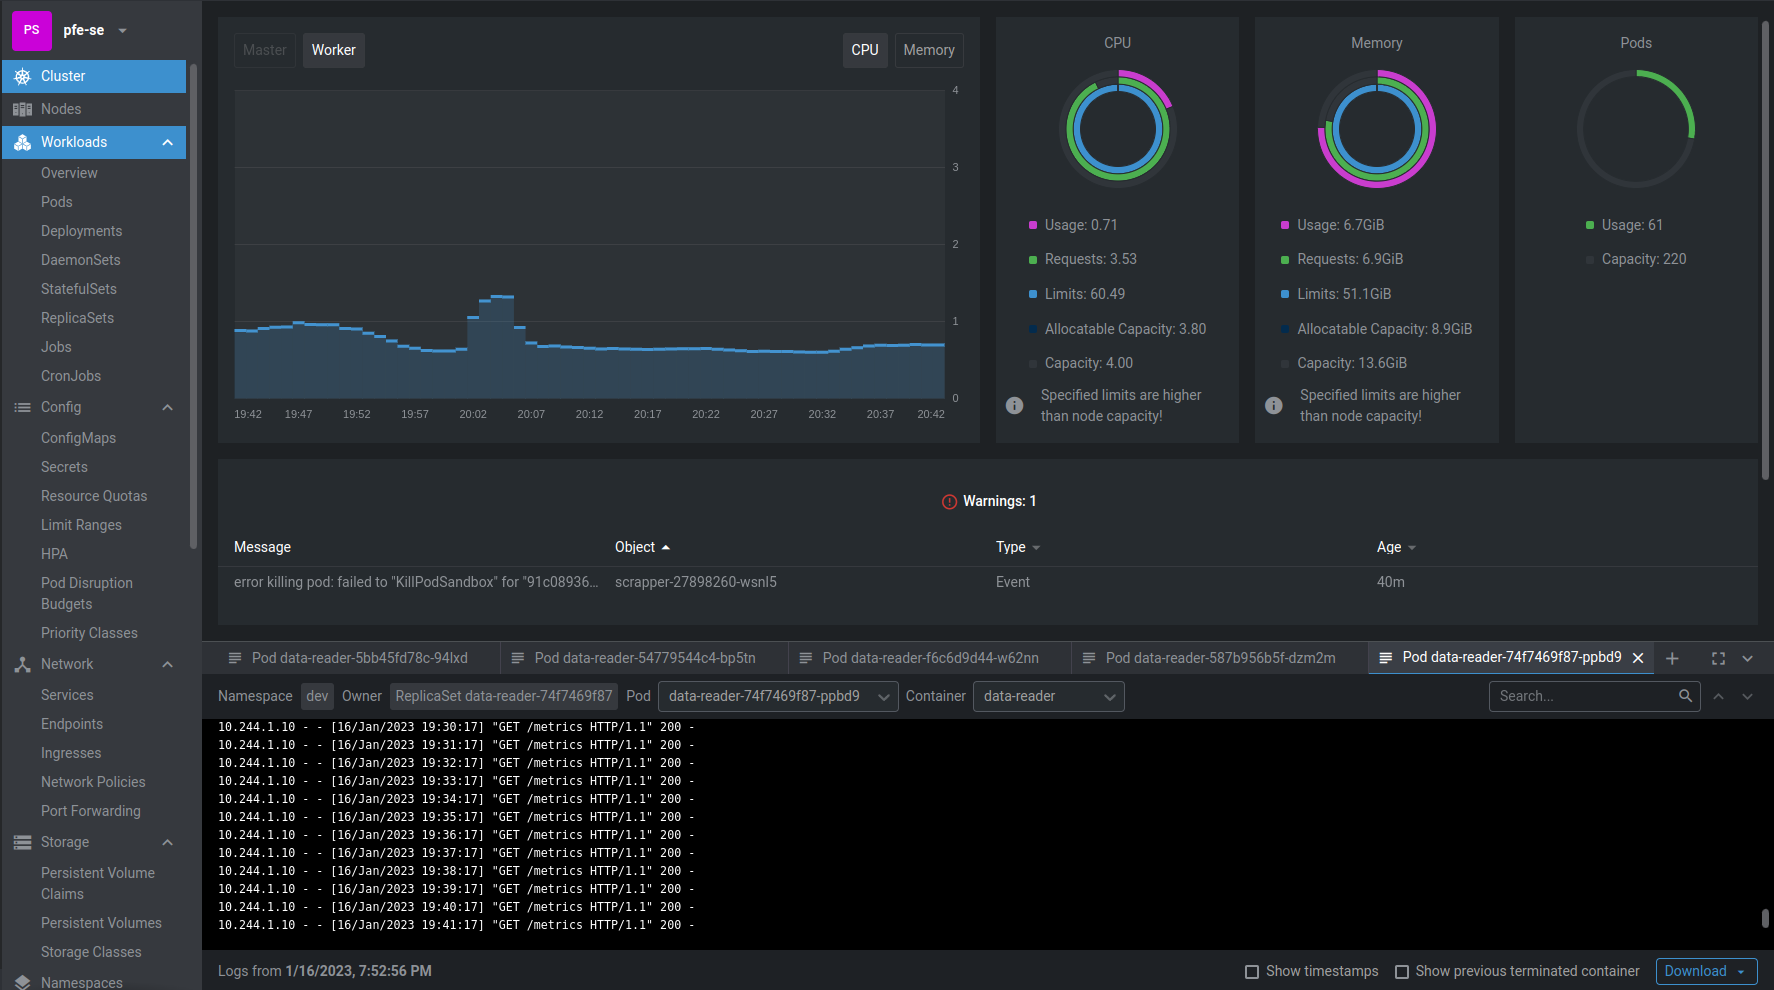 PS
pfe-se
Cluster
Nodes
Workloads
Overview
Pods
Deployments
DaemonSets
StatefulSets
ReplicaSets
Jobs
CronJobs
Config
ConfigMaps
Secrets
Resource Quotas
Limit Ranges
HPA
Pod Disruption
Budgets
Priority Classes
Network
Services
Endpoints
Ingresses
Network Policies
Port Forwarding
Storage
Persistent Volume
Claims
Persistent Volumes
Storage Classes
Namespaces
Master Worker CPU Memory
4
3
2
1
0
19:42 19:47 19:52 19:57 20:02 20:07 20:12 20:17 20:22 20:27 20:32 20:37 20:42
CPU
Usage: 0.71
Requests: 3.53
Limits: 60.49
Allocatable Capacity: 3.80
Capacity: 4.00
Specified limits are higher
than node capacity!
Memory
Usage: 6.7GiB
Requests: 6.9GiB
Limits: 51.1GiB
Allocatable Capacity: 8.9GiB
Capacity: 13.6GiB
Specified limits are higher
than node capacity!
Pods
Usage: 61
Capacity: 220
Warnings: 1
Message Object Type Age
error killing pod: failed to "KillPodSandbox" for "91c08936... scrapper-27898260-wsnl5 Event 40m
Pod data-reader-5bb45fd78c-94lxd Pod data-reader-54779544c4-bp5tn Pod data-reader-f6c6d9d44-w62nn Pod data-reader-587b956b5f-dzm2m Pod data-reader-74f7469f87-ppbd9
Namespace dev Owner ReplicaSet data-reader-74f7469f87 Pod data-reader-74f7469f87-ppbd9 Container data-reader Search...
10.244.1.10 - - [16/Jan/2023 19:30:17] "GET /metrics HTTP/1.1" 200 -
10.244.1.10 - - [16/Jan/2023 19:31:17] "GET /metrics HTTP/1.1" 200 -
10.244.1.10 - - [16/Jan/2023 19:32:17] "GET /metrics HTTP/1.1" 200 -
10.244.1.10 - - [16/Jan/2023 19:33:17] "GET /metrics HTTP/1.1" 200 -
10.244.1.10 - - [16/Jan/2023 19:34:17] "GET /metrics HTTP/1.1" 200 -
10.244.1.10 - - [16/Jan/2023 19:35:17] "GET /metrics HTTP/1.1" 200 -
10.244.1.10 - - [16/Jan/2023 19:36:17] "GET /metrics HTTP/1.1" 200 -
10.244.1.10 - - [16/Jan/2023 19:37:17] "GET /metrics HTTP/1.1" 200 -
10.244.1.10 - - [16/Jan/2023 19:38:17] "GET /metrics HTTP/1.1" 200 -
10.244.1.10 - - [16/Jan/2023 19:39:17] "GET /metrics HTTP/1.1" 200 -
10.244.1.10 - - [16/Jan/2023 19:40:17] "GET /metrics HTTP/1.1" 200 -
10.244.1.10 - - [16/Jan/2023 19:41:17] "GET /metrics HTTP/1.1" 200 -
Logs from 1/16/2023, 7:52:56 PM Show timestamps Show previous terminated container Download